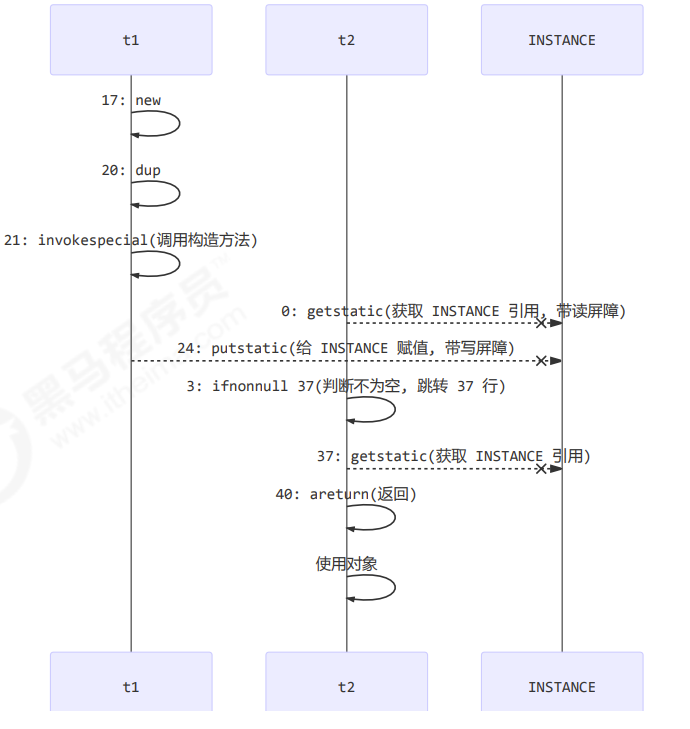 t1
t2
INSTANCE
17: new
20: dup
21: invokespecial(调用构造方法)
0: getstatic(获取 INSTANCE 引用, 带读屏障)
24: putstatic(给 INSTANCE 赋值, 带写屏障)
3: ifnonnull 37(判断不为空, 跳转 37 行)
37: getstatic(获取 INSTANCE 引用)
40: areturn(返回)
使用对象
t1
t2
INSTANCE
黑马程序员™
www.itheima.com